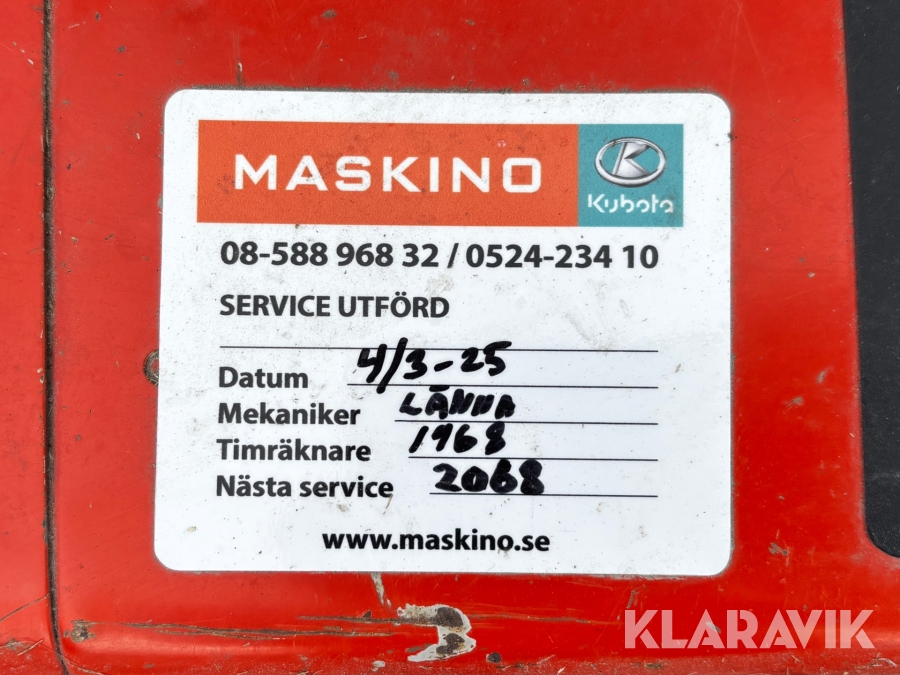 MASKINO
K
Kubota
08-588 968 32 / 0524-234 10
SERVICE UTFÖRD
Datum 4/3-25
Mekaniker LÄNNA
Timräknare 1968
Nästa service 2068
www.maskino.se
KLARAVIK